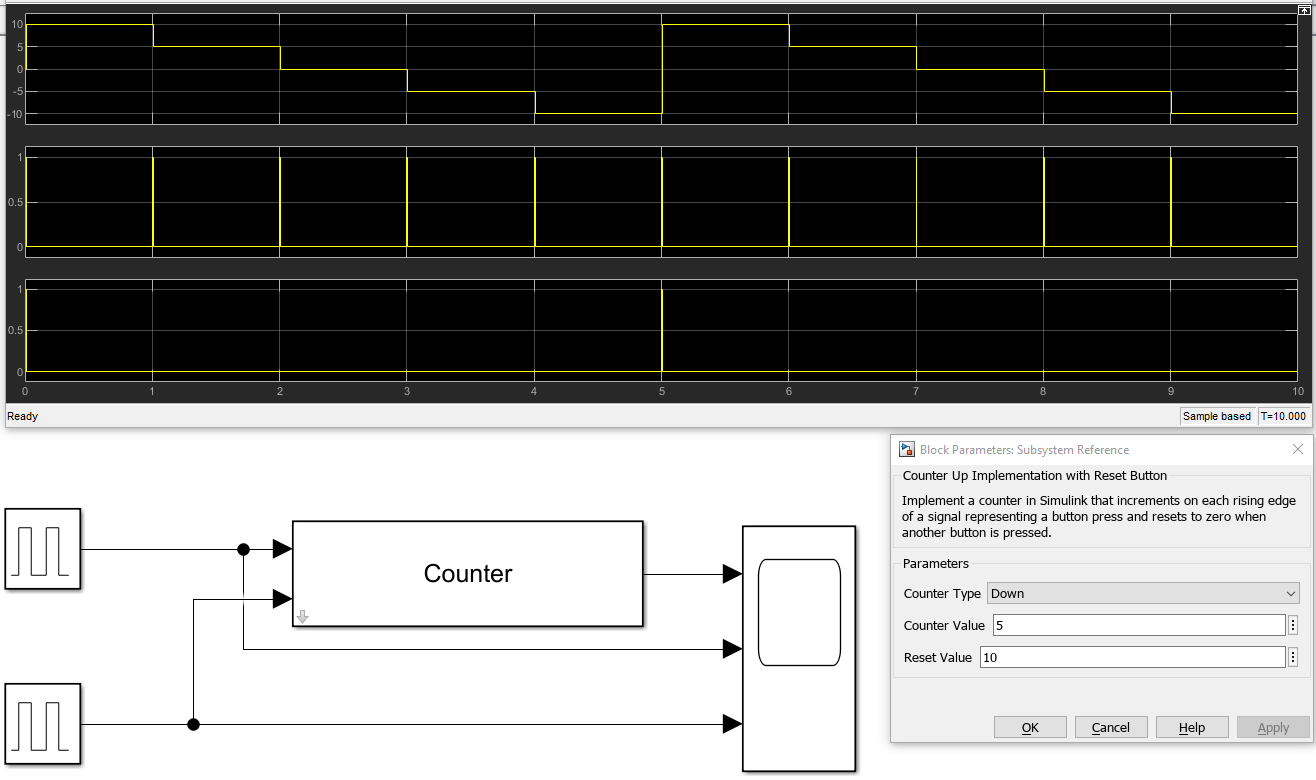 10
5
0
-5
-10
1
0.5
0
1
0.5
0
0 1 2 3 4 5 6 7 8 9 10
Ready Sample based T=10.000
Counter
Block Parameters: Subsystem Reference
Counter Up Implementation with Reset Button
Implement a counter in Simulink that increments on each rising edge
of a signal representing a button press and resets to zero when
another button is pressed.
Parameters
Counter Type Down
Counter Value 5
Reset Value 10
OK Cancel Help Apply